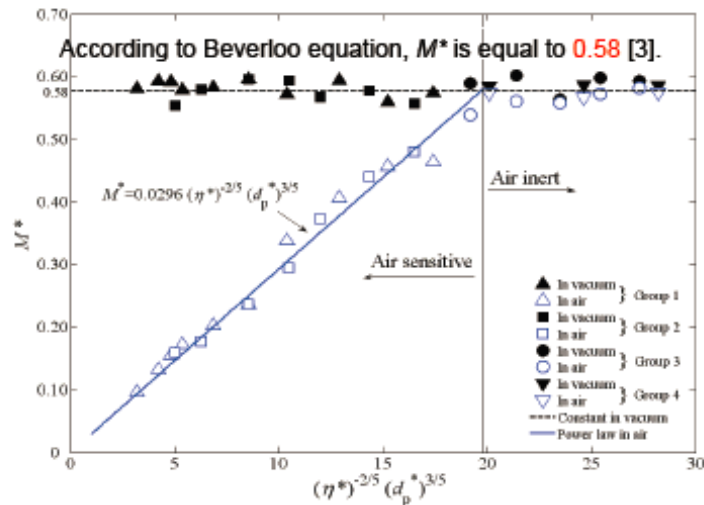 0.70
According to Beverloo equation, M* is equal to 0.58 [3].
0.60
0.58
0.50
M*=0.0296 (η*)-2/5 (dp*)3/5
Air inert
0.40
M*
0.30
Air sensitive
In vacuum
In air
Group 1
In vacuum
In air
Group 2
0.20
In vacuum
In air
Group 3
In vacuum
In air
Group 4
0.10
Constant in vacuum
Power law in air
0
0 5 10 15 20 25 30
(η*)-2/5 (dp*)3/5